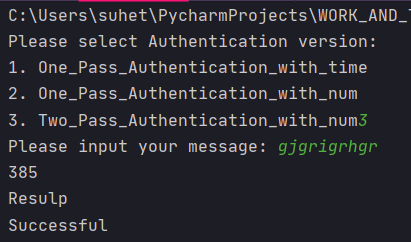 C:\Users\suhet\PycharmProjects\WORK_AND_
Please select Authentication version:
1. One_Pass_Authentication_with_time
2. One_Pass_Authentication_with_num
3. Two_Pass_Authentication_with_num3
Please input your message: gjgrigrhgr
385
Resulp
Successful